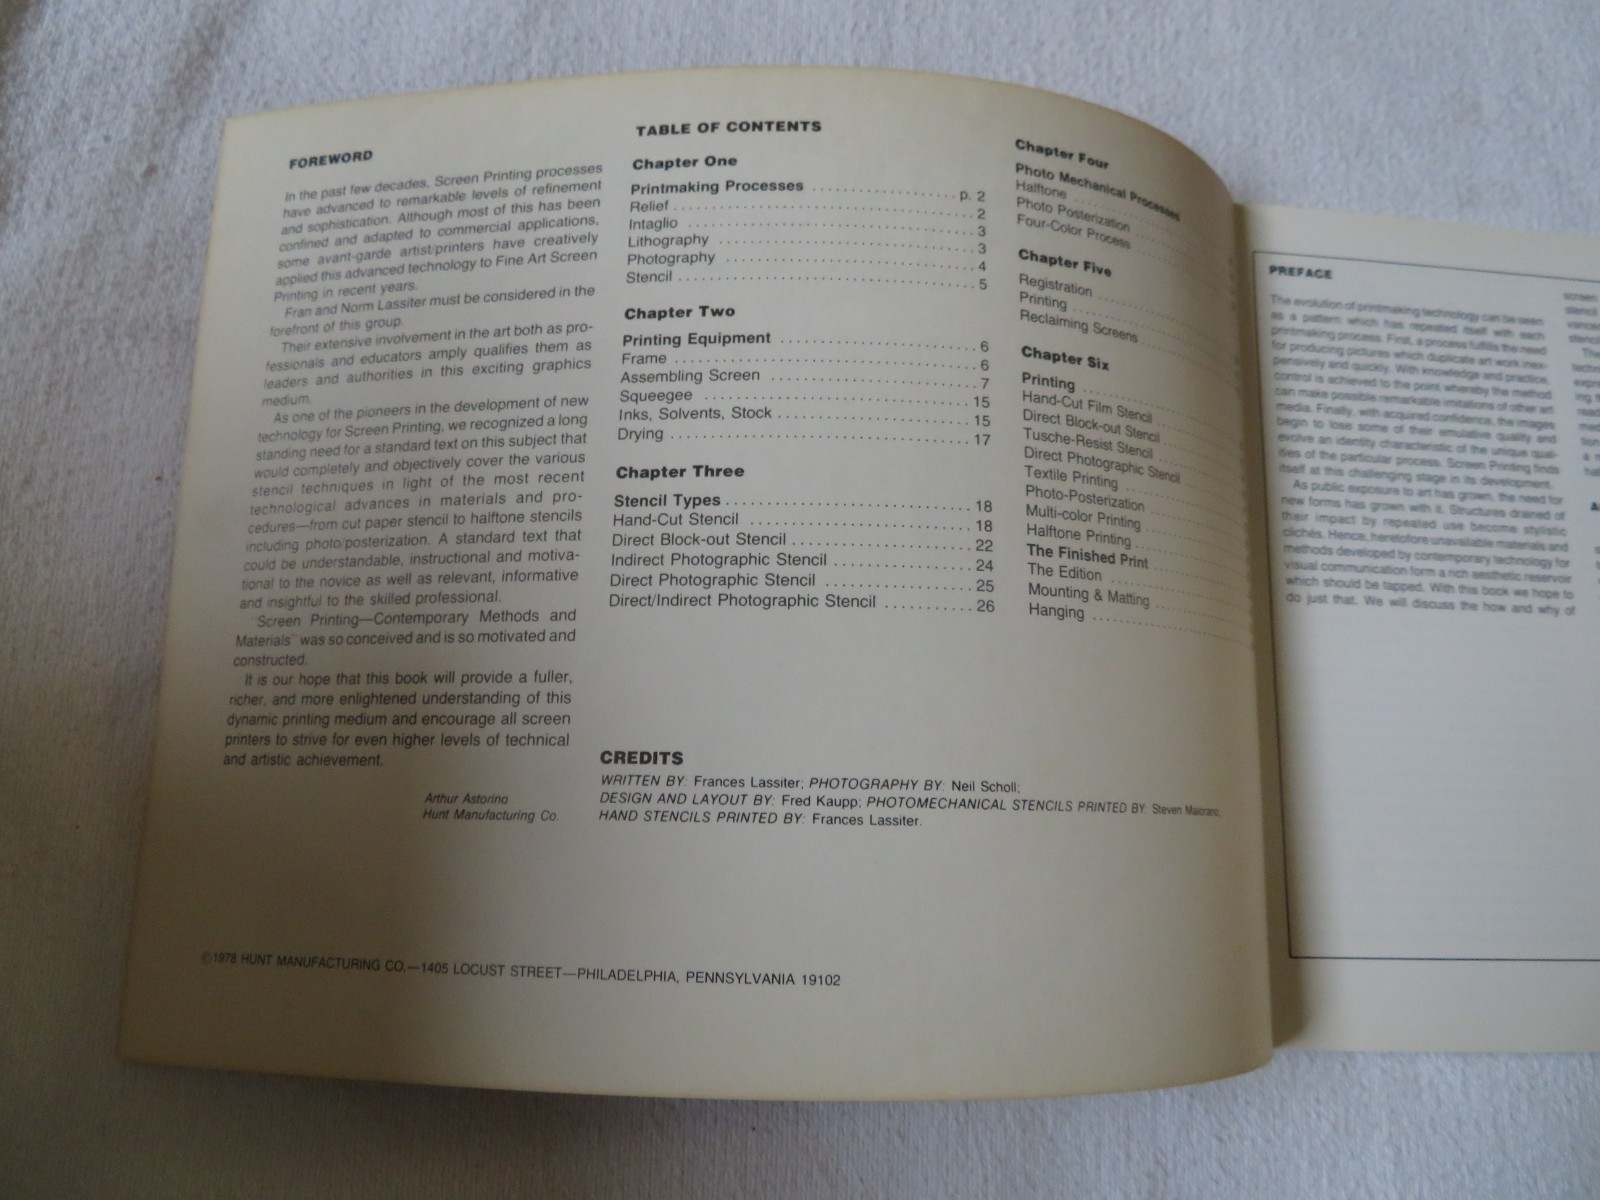 FOREWORD
In the past few decades, Screen Printing processes
have advanced to remarkable levels of refinement
and sophistication. Although most of this has been
confined and adapted to commercial applications,
some avant-garde artist/printers have creatively
applied this advanced technology to Fine Art Screen
Printing in recent years.
Fran and Norm Lassiter must be considered in the
forefront of this group.
Their extensive involvement in the art both as pro-
fessionals and educators amply qualifies them as
leaders and authorities in this exciting graphics
medium.
As one of the pioneers in the development of new
technology for Screen Printing, we recognized a long
standing need for a standard text on this subject that
would completely and objectively cover the various
stencil techniques in light of the most recent
technological advances in materials and pro-
cedures—from cut paper stencil to halftone stencils
including photo/posterization. A standard text that
could be understandable, instructional and motiva-
tional to the novice as well as relevant, informative
and insightful to the skilled professional.
"Screen Printing—Contemporary Methods and
Materials" was so conceived and is so motivated and
constructed.
It is our hope that this book will provide a fuller,
richer, and more enlightened understanding of this
dynamic printing medium and encourage all screen
printers to strive for even higher levels of technical
and artistic achievement.
Arthur Astorino
Hunt Manufacturing Co.
TABLE OF CONTENTS
Chapter One
Printmaking Processes . . . . . . . . . . . . . . . . . p. 2
Relief . . . . . . . . . . . . . . . . . . . . . . . . . . . . . . . . . . 2
Intaglio . . . . . . . . . . . . . . . . . . . . . . . . . . . . . . . . 3
Lithography . . . . . . . . . . . . . . . . . . . . . . . . . . . . 3
Photography . . . . . . . . . . . . . . . . . . . . . . . . . . . 4
Stencil . . . . . . . . . . . . . . . . . . . . . . . . . . . . . . . . . 5
Chapter Two
Printing Equipment . . . . . . . . . . . . . . . . . . . . . 6
Frame . . . . . . . . . . . . . . . . . . . . . . . . . . . . . . . . . 6
Assembling Screen . . . . . . . . . . . . . . . . . . . . . . 7
Squeegee . . . . . . . . . . . . . . . . . . . . . . . . . . . . . 15
Inks, Solvents, Stock . . . . . . . . . . . . . . . . . . . . 15
Drying . . . . . . . . . . . . . . . . . . . . . . . . . . . . . . . . 17
Chapter Three
Stencil Types . . . . . . . . . . . . . . . . . . . . . . . . . . 18
Hand-Cut Stencil . . . . . . . . . . . . . . . . . . . . . . . 18
Direct Block-out Stencil . . . . . . . . . . . . . . . . . . 22
Indirect Photographic Stencil . . . . . . . . . . . . . . 24
Direct Photographic Stencil . . . . . . . . . . . . . . . 25
Direct/Indirect Photographic Stencil . . . . . . . . . . 26
Chapter Four
Photo Mechanical Processes
Halftone . . . . . . . . . . . . . .
Photo Posterization . . . . . . . . .
Four-Color Process . . . . . . . . .
Chapter Five
Registration . . . . . . . . . . . . .
Printing . . . . . . . . . . . . . . . .
Reclaiming Screens . . . . . . . .
Chapter Six
Printing . . . . . . . . . . . . . . . .
Hand-Cut Film Stencil . . . . . . .
Direct Block-out Stencil . . . . . .
Tusche-Resist Stencil . . . . . . .
Direct Photographic Stencil . . . .
Textile Printing . . . . . . . . . . . .
Photo-Posterization . . . . . . . . .
Multi-color Printing . . . . . . . . .
Halftone Printing . . . . . . . . . . .
The Finished Print . . . . . . . . .
The Edition . . . . . . . . . . . . . .
Mounting & Matting . . . . . . . . .
Hanging . . . . . . . . . . . . . . . .
CREDITS
WRITTEN BY: Frances Lassiter; PHOTOGRAPHY BY: Neil Scholl;
DESIGN AND LAYOUT BY: Fred Kaupp; PHOTOMECHANICAL STENCILS PRINTED BY: Steven Maiorano;
HAND STENCILS PRINTED BY: Frances Lassiter.
©1978 HUNT MANUFACTURING CO.—1405 LOCUST STREET—PHILADELPHIA, PENNSYLVANIA 19102
PREFACE
The evolution of printmaking technology can be seen
as a pattern which has repeated itself with each
printmaking process. First, a process fulfills the need
for producing pictures which duplicate art work inex-
pensively and quickly. With knowledge and practice,
control is achieved to the point whereby the method
can make possible remarkable imitations of other art
media. Finally, with acquired confidence, the images
begin to lose some of their emulative quality and
evolve an identity characteristic of the unique qual-
ities of the particular process. Screen Printing finds
itself at this challenging stage in its development.
As public exposure to art has grown, the need for
new forms has grown with it. Structures drained of
their impact by repeated use become stylistic
clichés. Hence, heretofore unavailable materials and
methods developed by contemporary technology for
visual communication form a rich aesthetic reservoir
which should be tapped. With this book we hope to
do just that. We will discuss the how and why of
screen
stencil